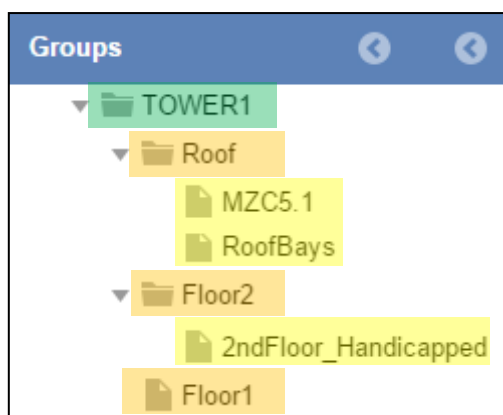 Groups
TOWER1
Roof
MZC5.1
RoofBays
Floor2
2ndFloor_Handicapped
Floor1